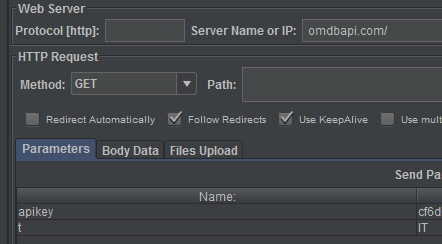 Web Server
Protocol [http]: Server Name or IP: omdbapi.com/
HTTP Request
Method: GET Path:
Redirect Automatically Follow Redirects Use KeepAlive Use mult
Parameters Body Data Files Upload
Send Pa
Name:
apikey cf6d
t IT